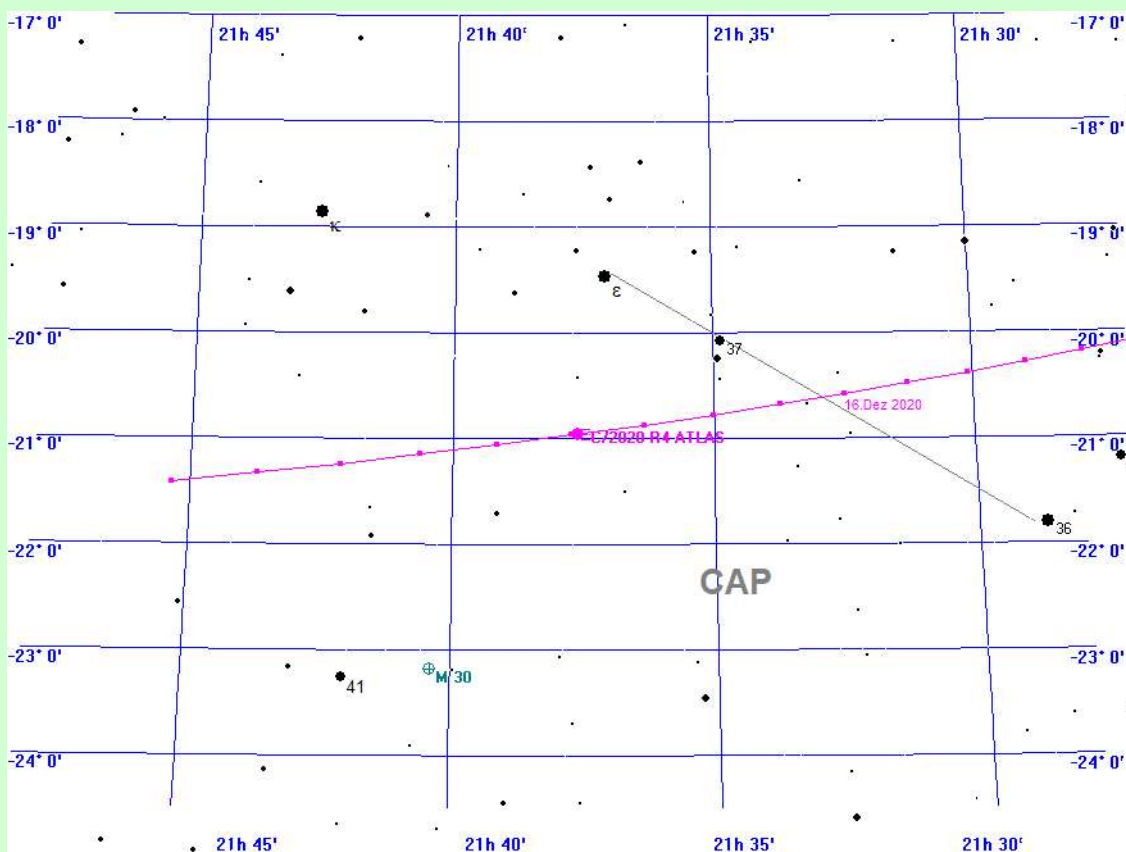 -17° 0'
21h 45'
21h 40'
21h 35'
21h 30'
-17° 0'
-18° 0'
-18° 0'
κ
-19° 0'
-19° 0'
ε
-20° 0'
37
-20° 0'
16.Dez 2020
-21° 0'
C/2020 R4 ATLAS
-21° 0'
36
-22° 0'
-22° 0'
CAP
-23° 0'
M 30
41
-23° 0'
-24° 0'
-24° 0'
21h 45'
21h 40'
21h 35'
21h 30'